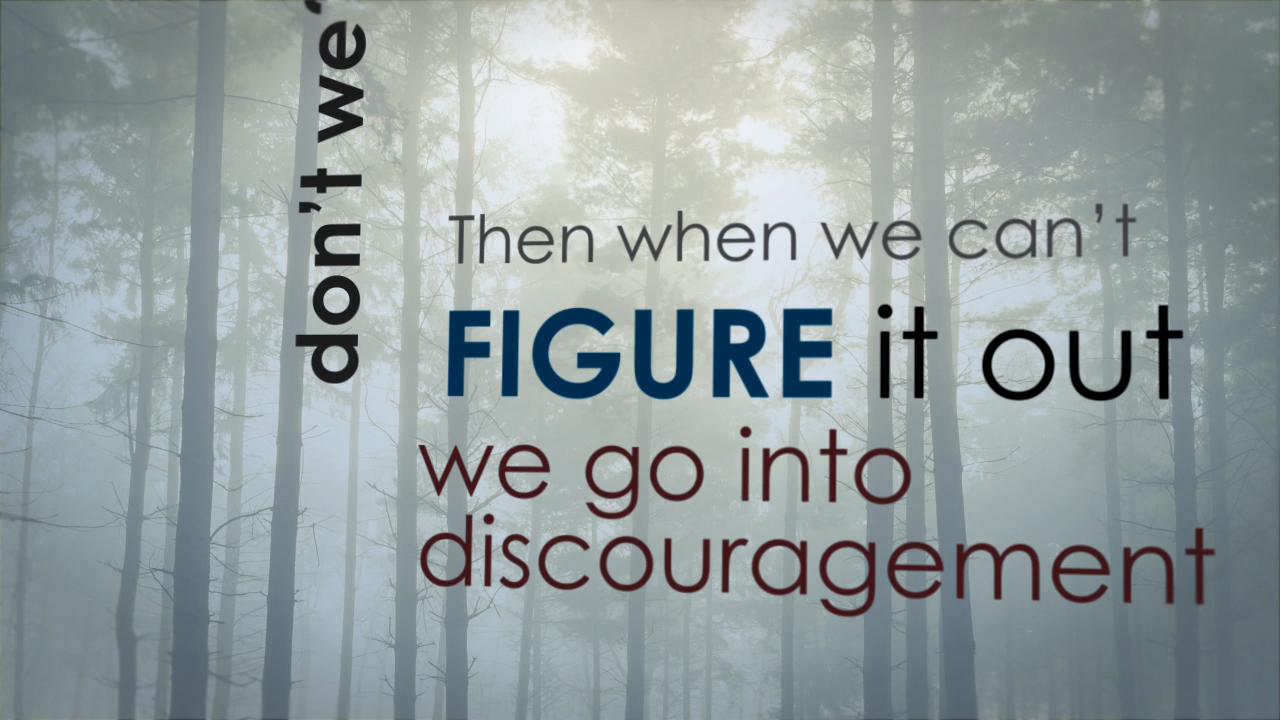 don't we
Then when we can't
FIGURE it out
we go into
discouragement